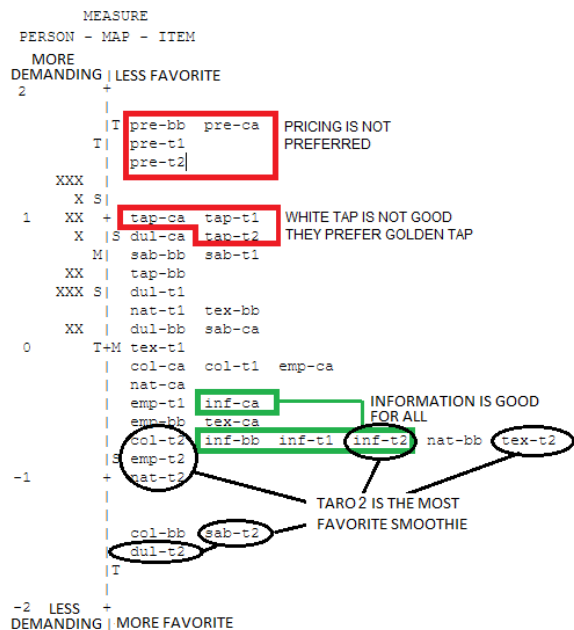 MEASURE
PERSON - MAP - ITEM
MORE
DEMANDING | LESS FAVORITE
2 +
|
|T pre-bb pre-ca PRICING IS NOT
T| pre-t1 PREFERRED
| pre-t2
XXX |
X S|
1 XX + tap-ca tap-t1 WHITE TAP IS NOT GOOD
X |S dul-ca tap-t2 THEY PREFER GOLDEN TAP
M| sab-bb sab-t1
XX | tap-bb
XXX S| dul-t1
| nat-t1 tex-bb
XX | dul-bb sab-ca
0 T+M tex-t1
| col-ca col-t1 emp-ca
| nat-ca
| emp-t1 inf-ca INFORMATION IS GOOD
| emp-bb tex-ca FOR ALL
| col-t2 inf-bb inf-t1 inf-t2 nat-bb tex-t2
|S emp-t2
-1 + nat-t2
| TARO 2 IS THE MOST
| FAVORITE SMOOTHIE
| col-bb sab-t2
| dul-t2
|T
|
-2 LESS +
DEMANDING | MORE FAVORITE